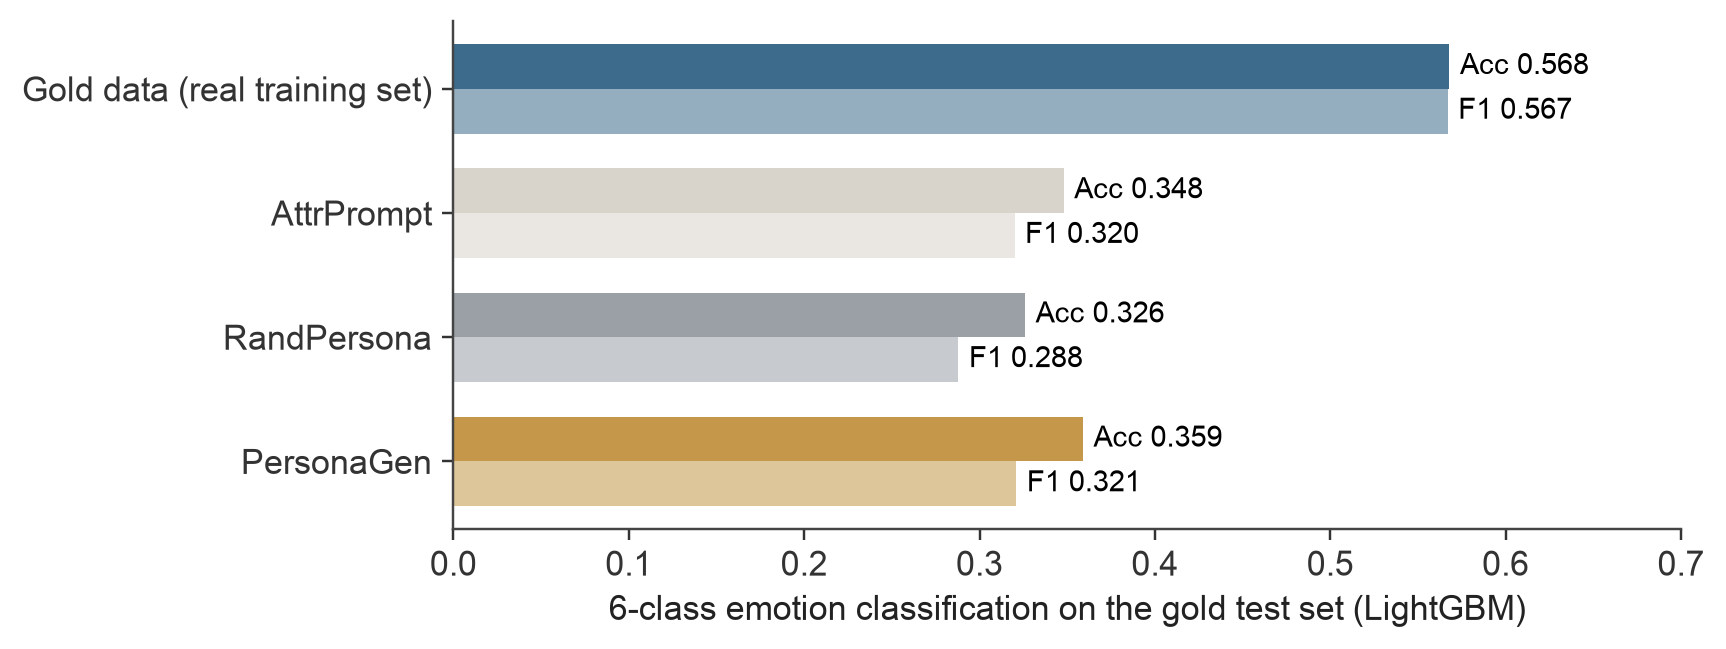 Gold data (real training set)
Acc 0.568
F1 0.567
AttrPrompt
Acc 0.348
F1 0.320
RandPersona
Acc 0.326
F1 0.288
PersonaGen
Acc 0.359
F1 0.321
0.0 0.1 0.2 0.3 0.4 0.5 0.6 0.7
6-class emotion classification on the gold test set (LightGBM)